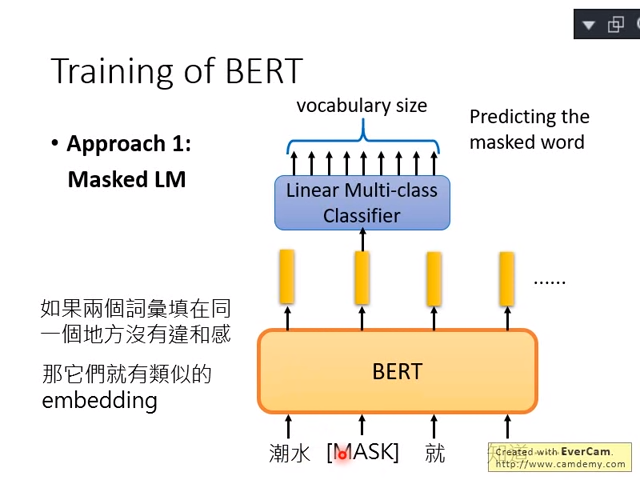 Training of BERT
• Approach 1:
Masked LM
vocabulary size
Predicting the
masked word
Linear Multi-class
Classifier
......
如果兩個詞彙填在同
一個地方沒有違和感
那它們就有類似的
embedding
BERT
潮水 [MASK] 就 知道
Created with EverCam.
http://www.camdemy.com